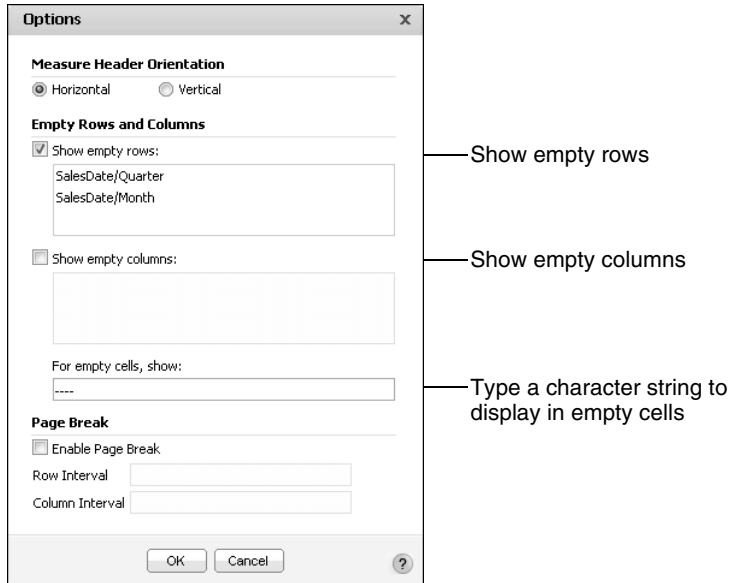 Options
x
Measure Header Orientation
Horizontal Vertical
Empty Rows and Columns
Show empty rows:
SalesDate/Quarter
SalesDate/Month
Show empty columns:
For empty cells, show:
----
Page Break
Enable Page Break
Row Interval
Column Interval
OK Cancel
?
Show empty rows
Show empty columns
Type a character string to
display in empty cells